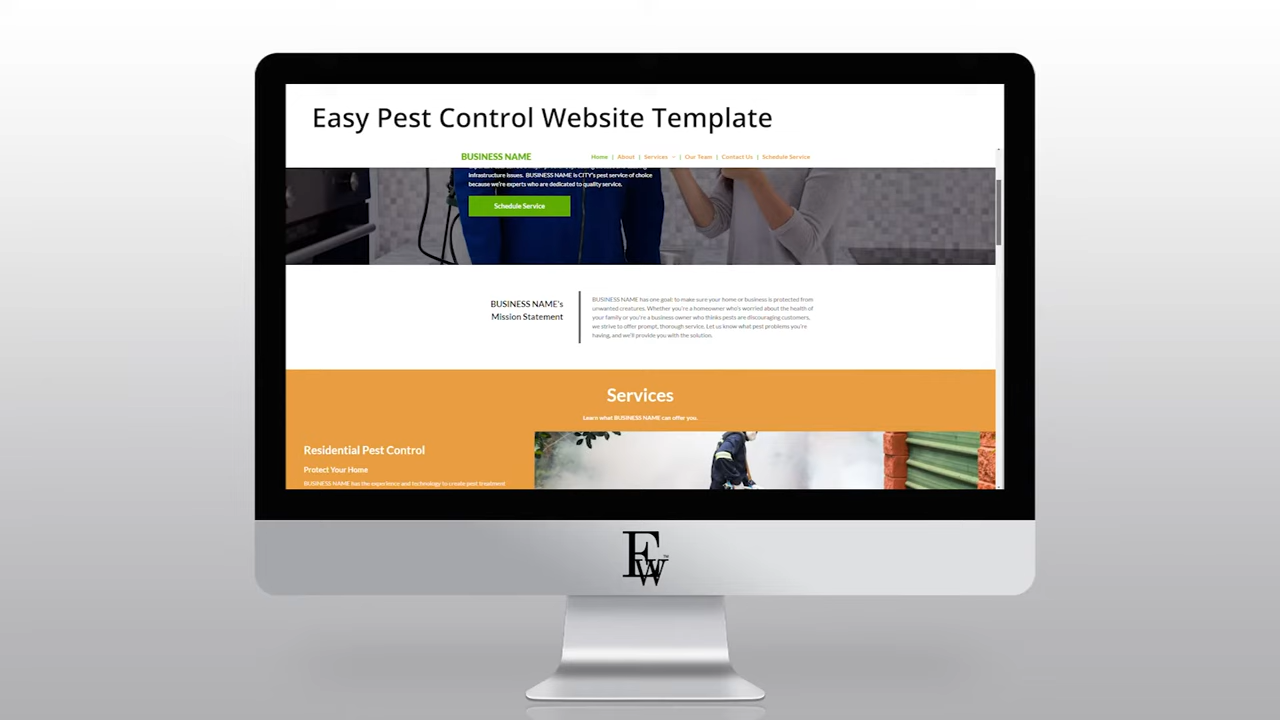 Easy Pest Control Website Template
BUSINESS NAME
Home | About | Services | Our Team | Contact Us | Schedule Service
infrastructure issues. BUSINESS NAME is CITY's pest service of choice
because we're experts who are dedicated to quality service.
Schedule Service
BUSINESS NAME's
Mission Statement
BUSINESS NAME has one goal: to make sure your home or business is protected from
unwanted creatures. Whether you're a homeowner who's worried about the health of
your family or you're a business owner who thinks pests are discouraging customers,
we strive to offer prompt, thorough service. Let us know what pest problems you're
having, and we'll provide you with the solution.
Services
Learn what BUSINESS NAME can offer you.
Residential Pest Control
Protect Your Home
BUSINESS NAME has the experience and technology to create pest treatment
EW™